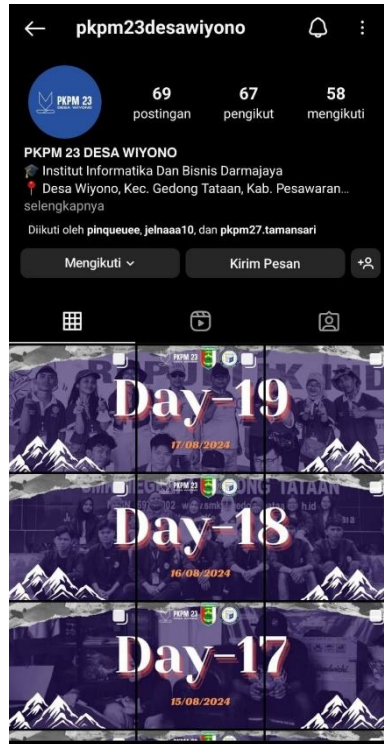 pkpm23desawiyono
PKPM 23
69
67
58
postingan
pengikut
mengikuti
PKPM 23 DESA WIYONO
Institut Informatika Dan Bisnis Darmajaya
Desa Wiyono, Kec. Gedong Tataan, Kab. Pesawaran...
selengkapnya
Diikuti oleh pinqueuee, jelnaaa10, dan pkpm27.tamansari
Mengikuti
Kirim Pesan
PKPM 23
Day-19
17/08/2024
PKPM 23
TATAAN
Day-18
16/08/2024
PKPM 23
Day-17
15/08/2024